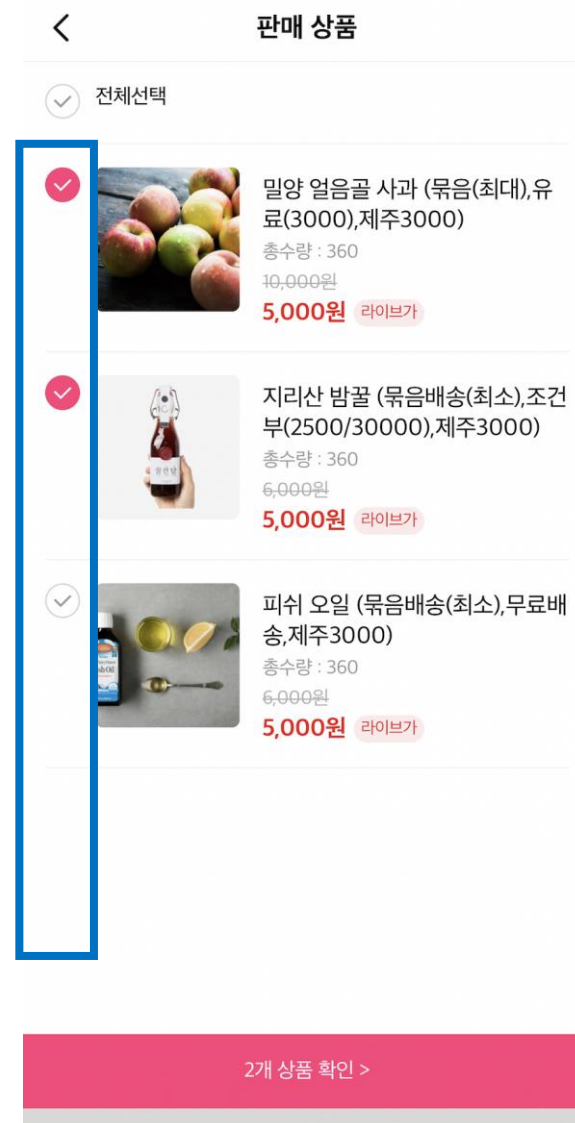 판매 상품
전체선택
밀양 얼음골 사과 (묶음(최대),유
료(3000),제주3000)
총수량 : 360
10,000원
5,000원 라이브가
지리산 밤꿀 (묶음배송(최소),조건
부(2500/30000),제주3000)
총수량 : 360
6,000원
5,000원 라이브가
피쉬 오일 (묶음배송(최소),무료배
송,제주3000)
총수량 : 360
6,000원
5,000원 라이브가
2개 상품 확인 >